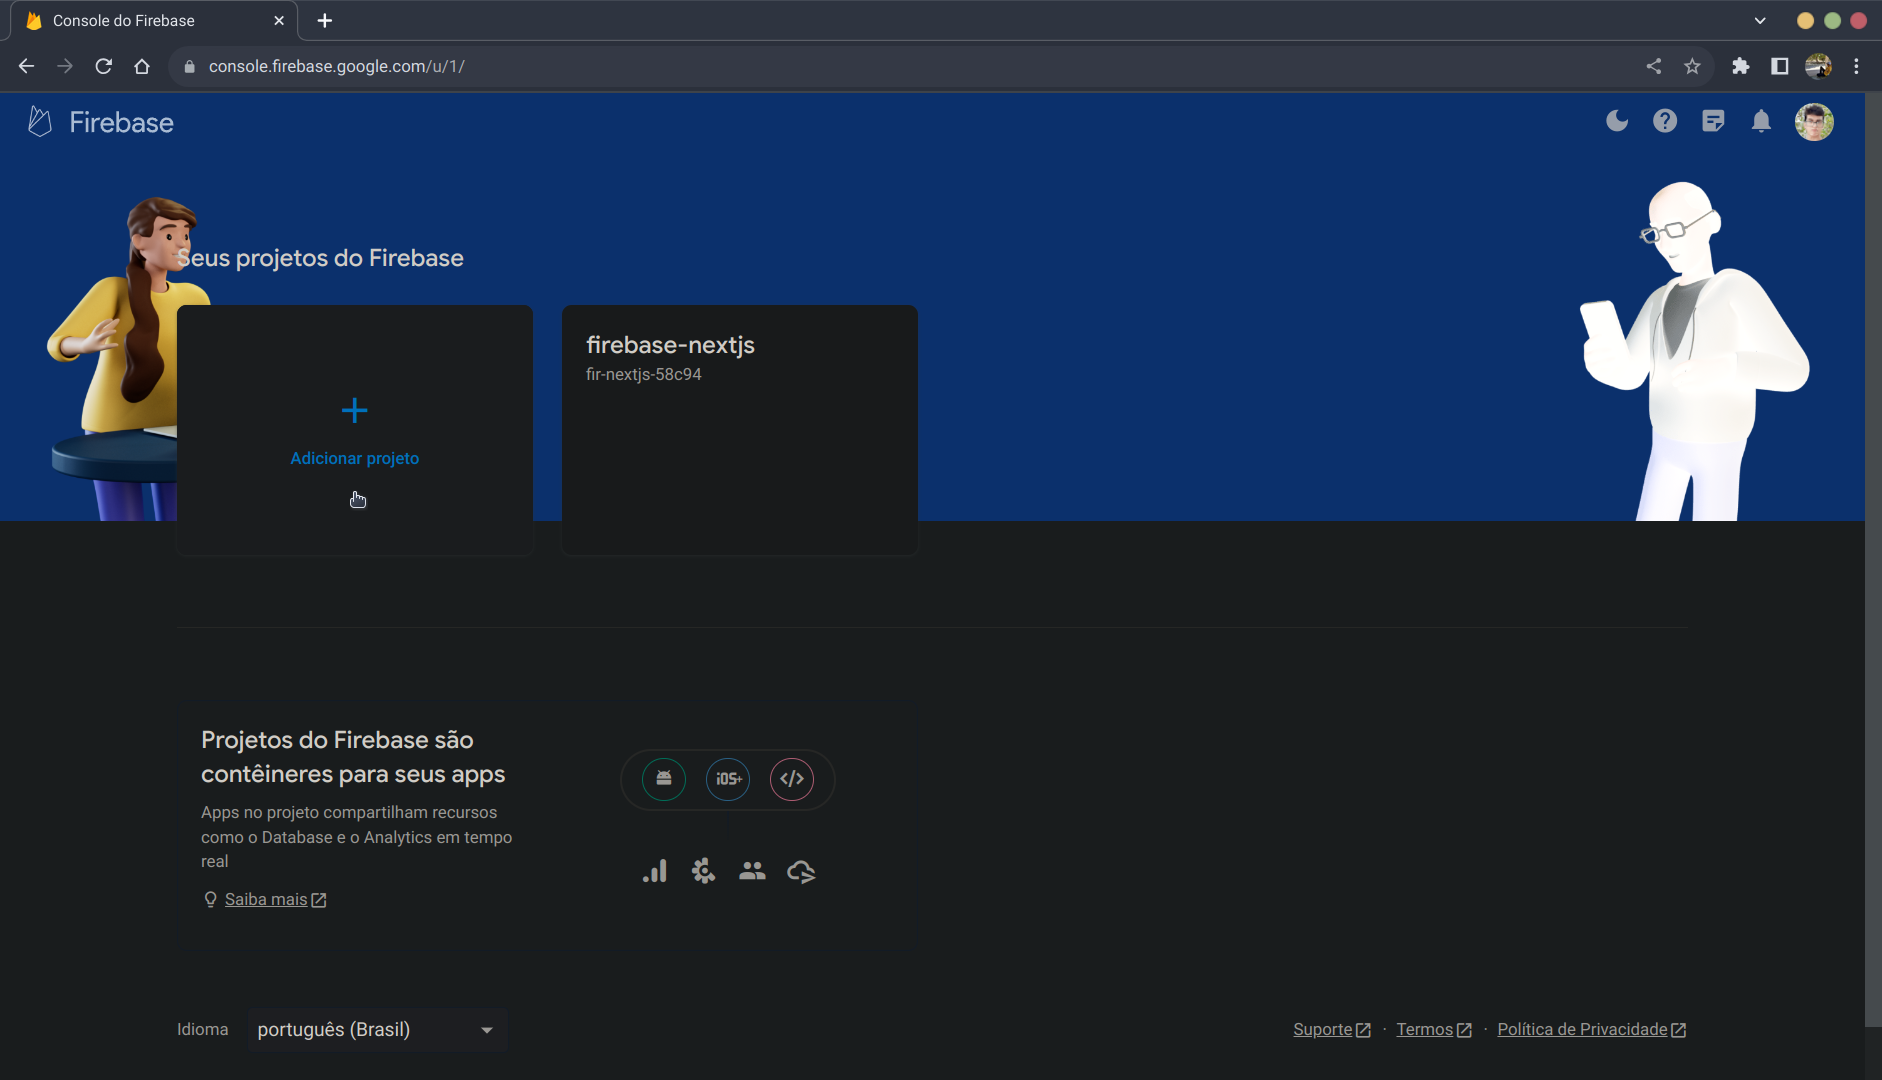 Console do Firebase
console.firebase.google.com/u/1/
Firebase
Seus projetos do Firebase
Adicionar projeto
firebase-nextjs
fir-nextjs-58c94
Projetos do Firebase são
contêineres para seus apps
Apps no projeto compartilham recursos
como o Database e o Analytics em tempo
real
Saiba mais
iOS+
Idioma
português (Brasil)
Suporte · Termos · Política de Privacidade